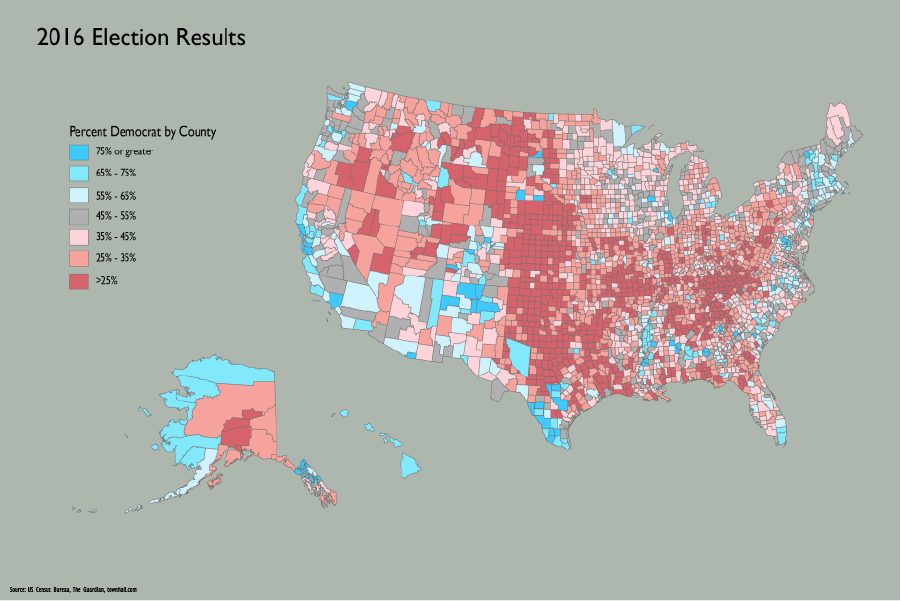 2016 Election Results
Percent Democrat by County
75% or greater
65% - 75%
55% - 65%
45% - 55%
35% - 45%
25% - 35%
>25%
Source: US Census Bureau, The Guardian, townhall.com